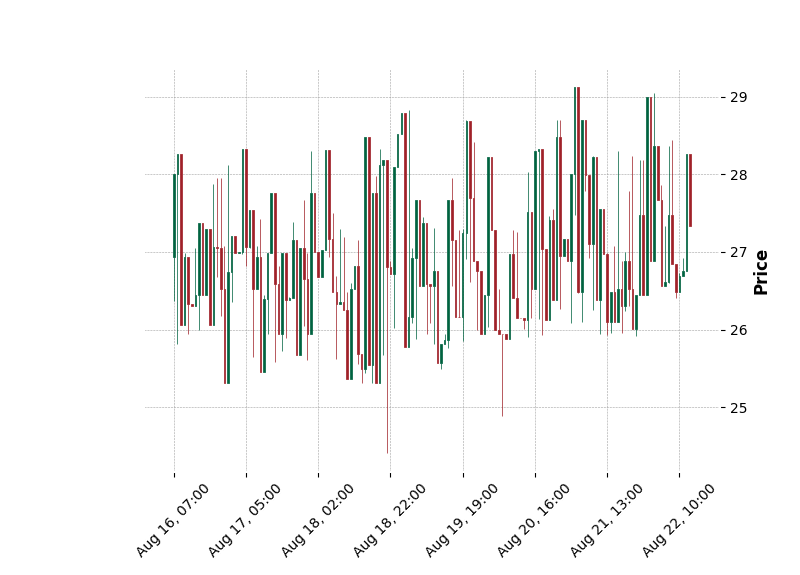 29
28
27
26
25
Price
Aug 16, 07:00
Aug 17, 05:00
Aug 18, 02:00
Aug 18, 22:00
Aug 19, 19:00
Aug 20, 16:00
Aug 21, 13:00
Aug 22, 10:00